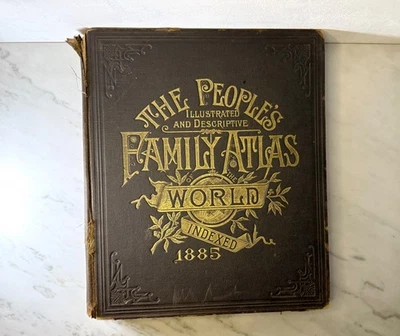 THE PEOPLE'S
ILLUSTRATED
AND DESCRIPTIVE
FAMILY ATLAS
OF THE
WORLD
INDEXED
1885